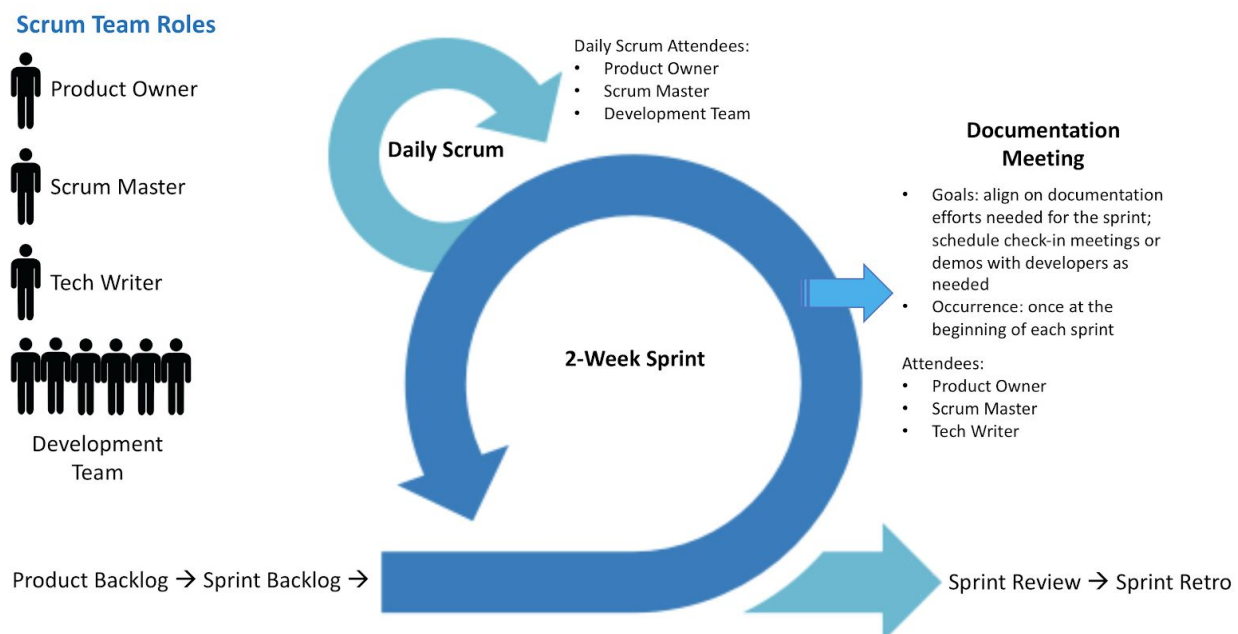 Scrum Team Roles
Product Owner
Scrum Master
Tech Writer
Development
Team
Daily Scrum Attendees:
• Product Owner
• Scrum Master
• Development Team
Daily Scrum
2-Week Sprint
Documentation
Meeting
• Goals: align on documentation
efforts needed for the sprint;
schedule check-in meetings or
demos with developers as
needed
• Occurrence: once at the
beginning of each sprint
Attendees:
• Product Owner
• Scrum Master
• Tech Writer
Product Backlog → Sprint Backlog →
Sprint Review → Sprint Retro